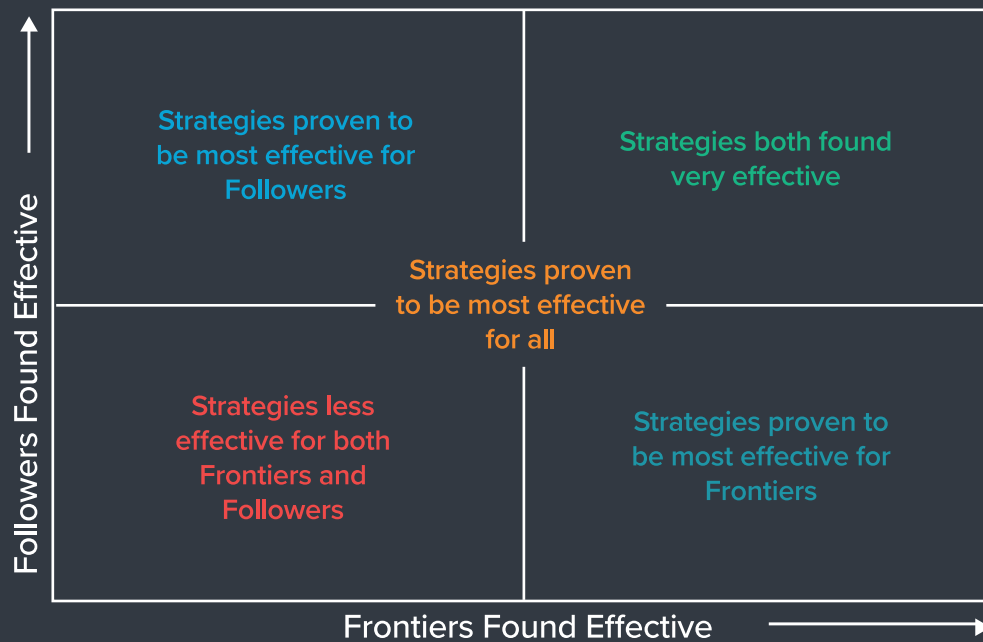 Followers Found Effective
Strategies proven to
be most effective for
Followers
Strategies both found
very effective
Strategies proven
to be most effective
for all
Strategies less
effective for both
Frontiers and
Followers
Strategies proven to
be most effective for
Frontiers
Frontiers Found Effective